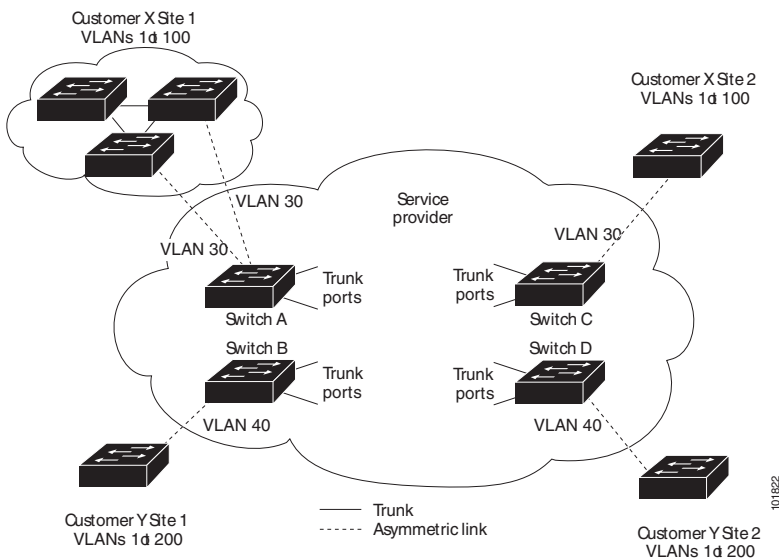 Customer X Site 1
VLANs 1 to 100
Customer X Site 2
VLANs 1 to 100
VLAN 30
Service
provider
VLAN 30
VLAN 30
Trunk
ports
Trunk
ports
Switch A
Switch C
Switch B
Switch D
Trunk
ports
Trunk
ports
VLAN 40
VLAN 40
Customer Y Site 1
VLANs 1 to 200
Trunk
Asymmetric link
Customer Y Site 2
VLANs 1 to 200
101822